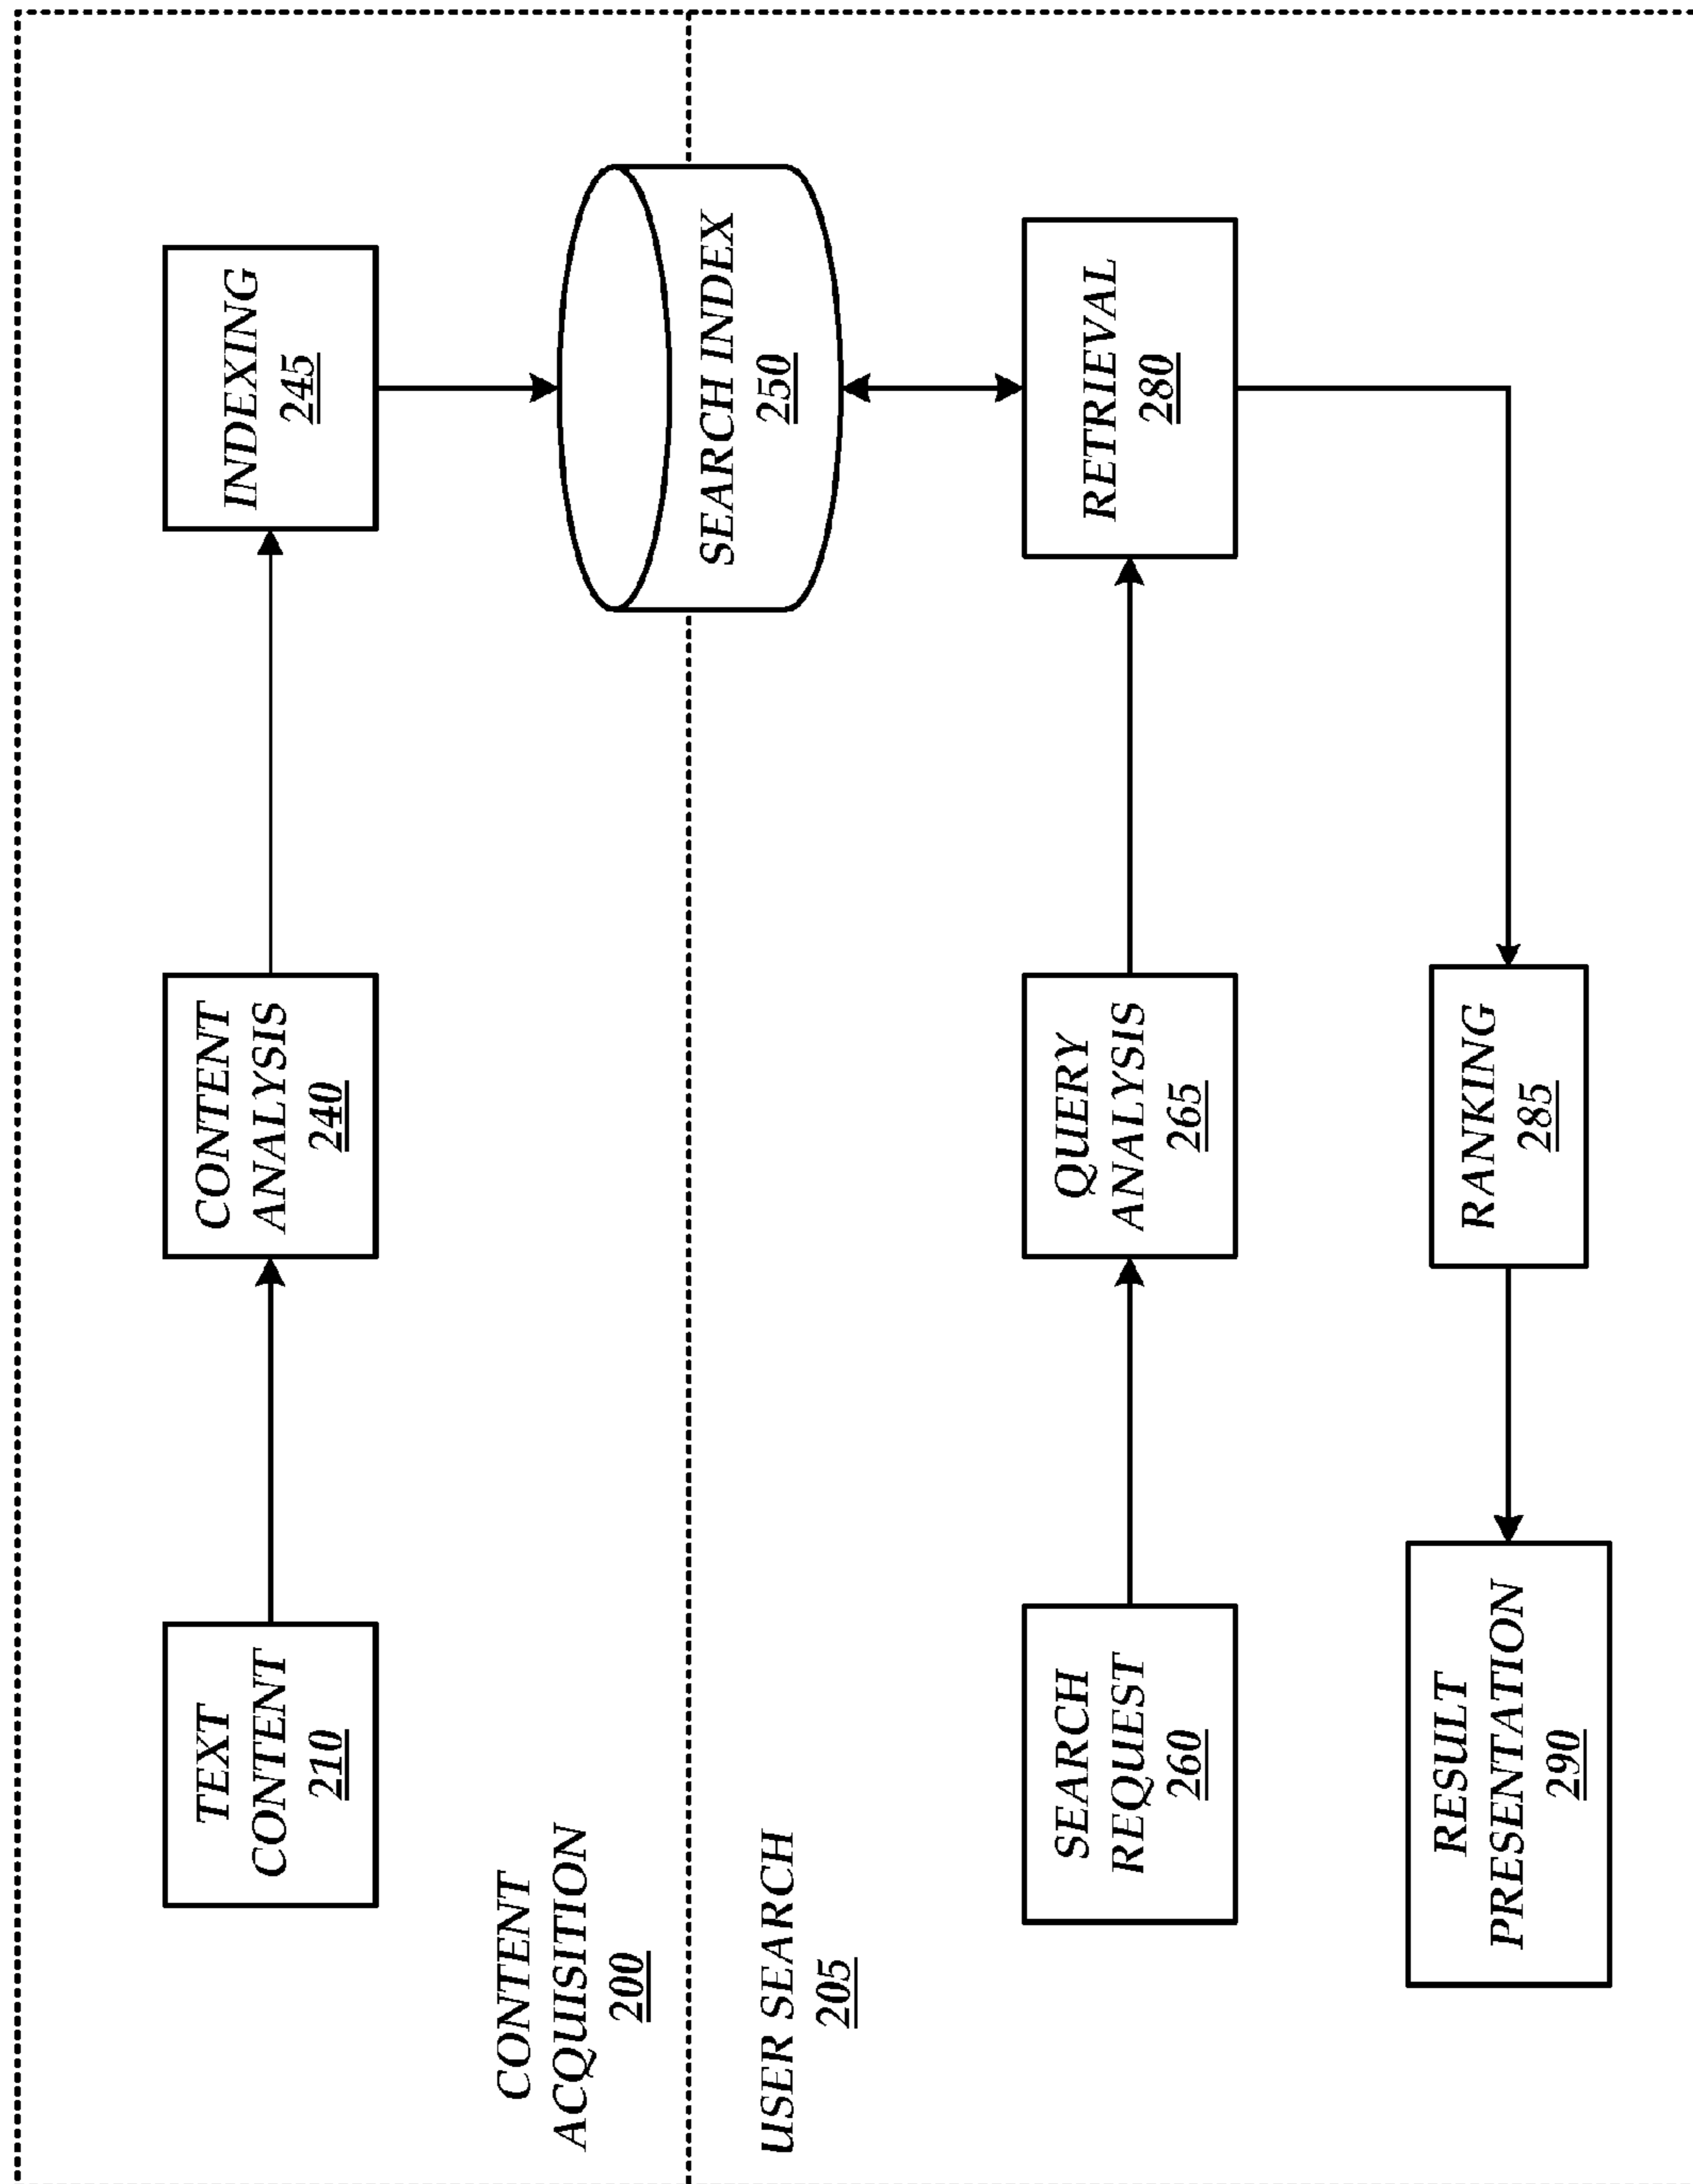 TEXT
CONTENT
210
CONTENT
ANALYSIS
240
INDEXING
245
CONTENT
ACQUISITION
200
SEARCH INDEX
250
USER SEARCH
205
SEARCH
REQUEST
260
QUERY
ANALYSIS
265
RETRIEVAL
280
RESULT
PRESENTATION
290
RANKING
285